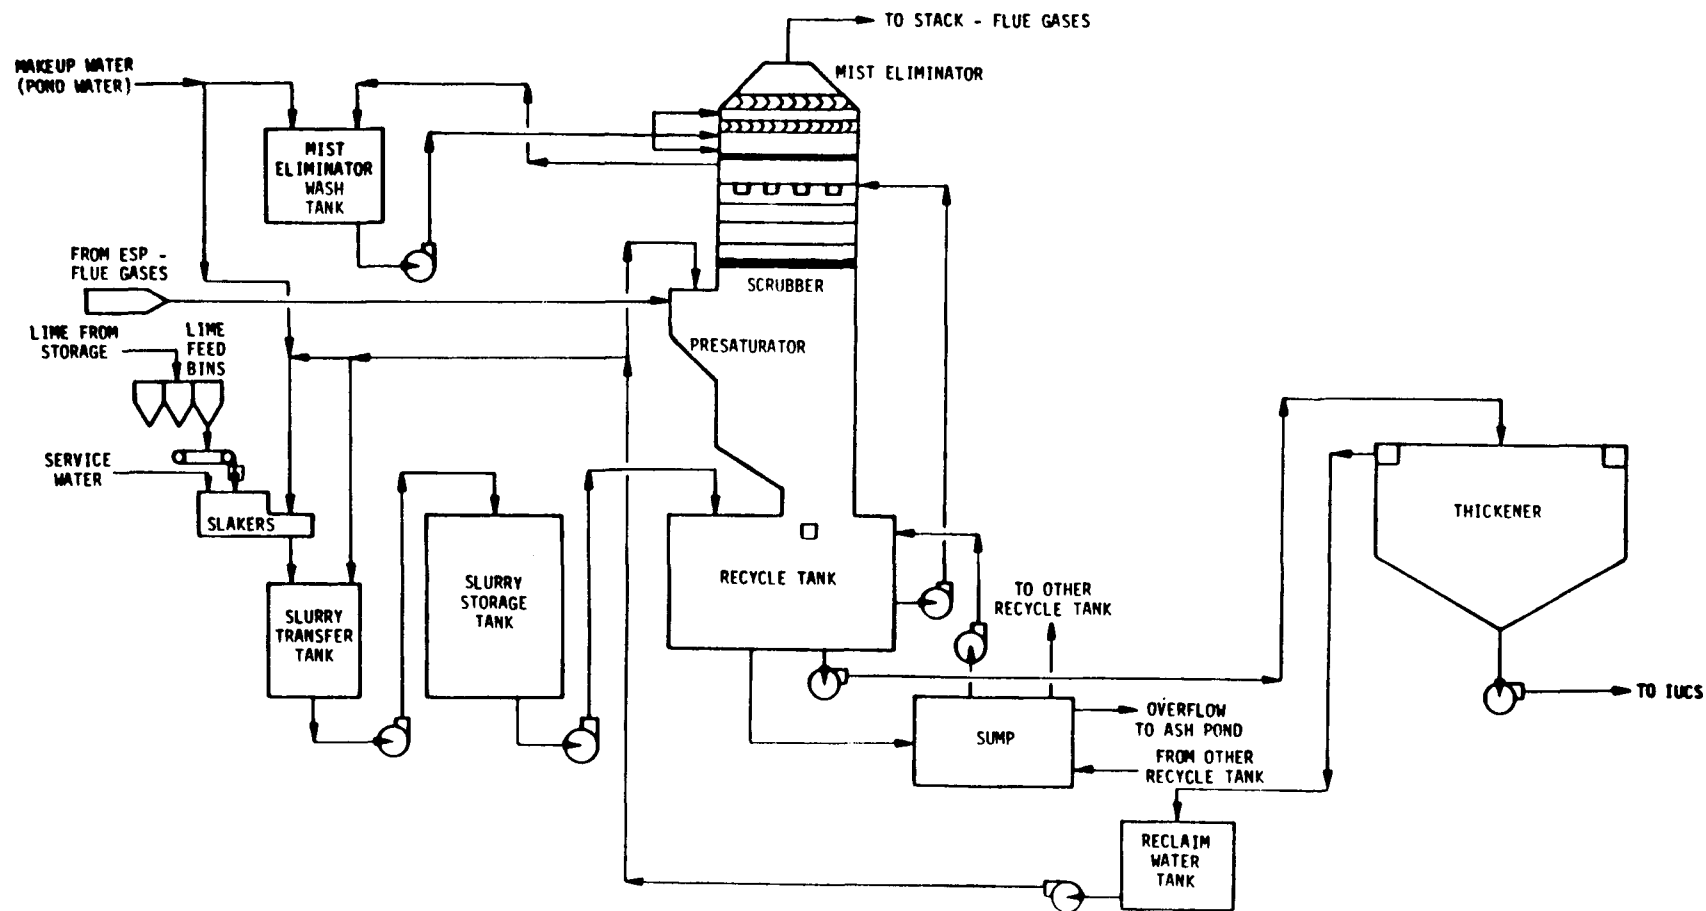 TO STACK - FLUE GASES
MAKEUP WATER
(POND WATER)
MIST ELIMINATOR
MIST
ELIMINATOR
WASH
TANK
FROM ESP -
FLUE GASES
SCRUBBER
LIME FROM
STORAGE
LIME
FEED
BINS
PRESATURATOR
SERVICE
WATER
SLAKERS
THICKENER
SLURRY
STORAGE
TANK
RECYCLE TANK
TO OTHER
RECYCLE TANK
SLURRY
TRANSFER
TANK
TO IUCS
OVERFLOW
TO ASH POND
SUMP
FROM OTHER
RECYCLE TANK
RECLAIM
WATER
TANK